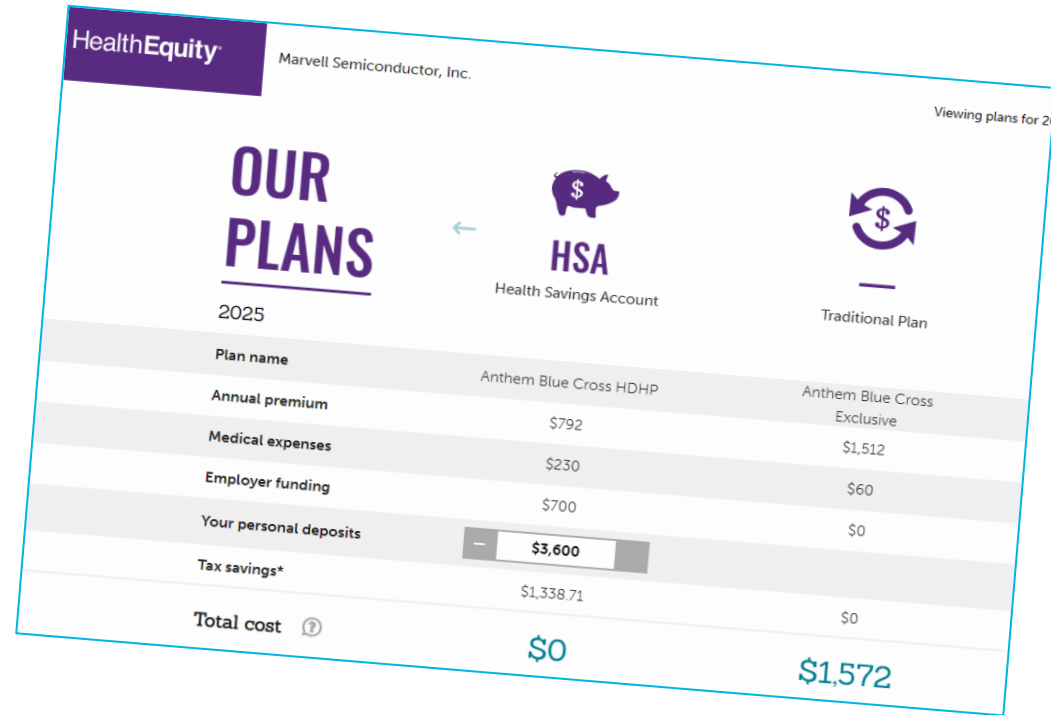 HealthEquity
Marvell Semiconductor, Inc.
Viewing plans for
OUR
PLANS
2025
$
HSA
Health Savings Account
$
Traditional Plan
Plan name
Anthem Blue Cross HDHP
Anthem Blue Cross
Exclusive
Annual premium
$792
$1,512
Medical expenses
$230
$60
Employer funding
$700
$0
Your personal deposits
− $3,600
Tax savings*
$1,338.71
$0
Total cost ?
$0
$1,572